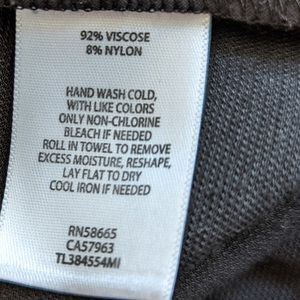 92% VISCOSE
8% NYLON
HAND WASH COLD,
WITH LIKE COLORS
ONLY NON-CHLORINE
BLEACH IF NEEDED
ROLL IN TOWEL TO REMOVE
EXCESS MOISTURE, RESHAPE,
LAY FLAT TO DRY
COOL IRON IF NEEDED
RN58665
CA57963
TL384554MI